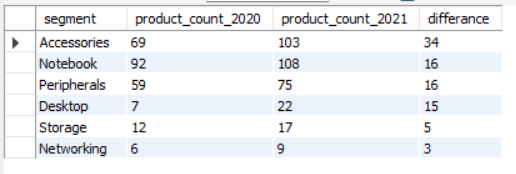 segment product_count_2020 product_count_2021 differance
Accessories 69 103 34
Notebook 92 108 16
Peripherals 59 75 16
Desktop 7 22 15
Storage 12 17 5
Networking 6 9 3